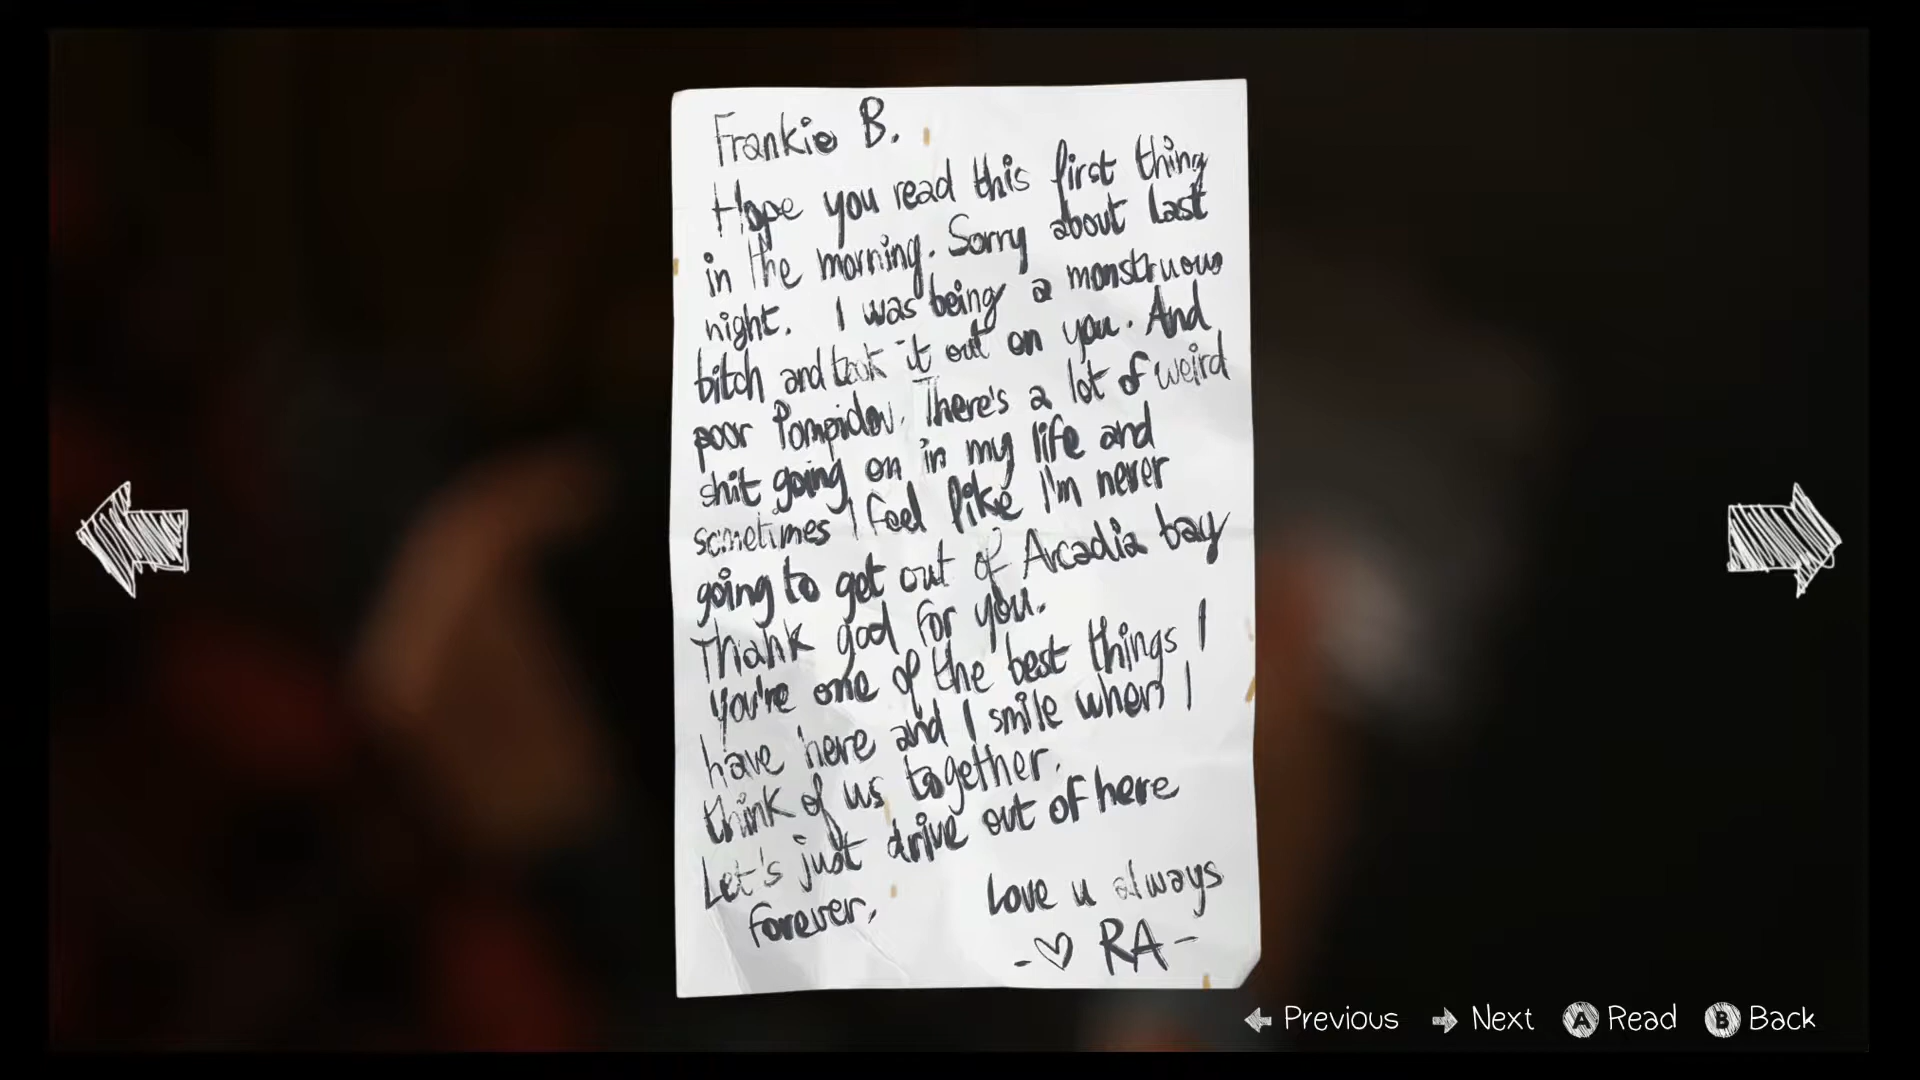 Frankie B.
Hope you read this first thing
in the morning. Sorry about last
night. I was being a monstruous
bitch and took it out on you. And
poor Pompidou. There's a lot of weird
shit going on in my life and
sometimes I feel like I'm never
going to get out of Arcadia bay
Thank god for you.
You're one of the best things I
have here and I smile when I
think of us together.
Let's just drive out of here
forever.
Love u always
-♡ RA-
Previous Next A Read B Back